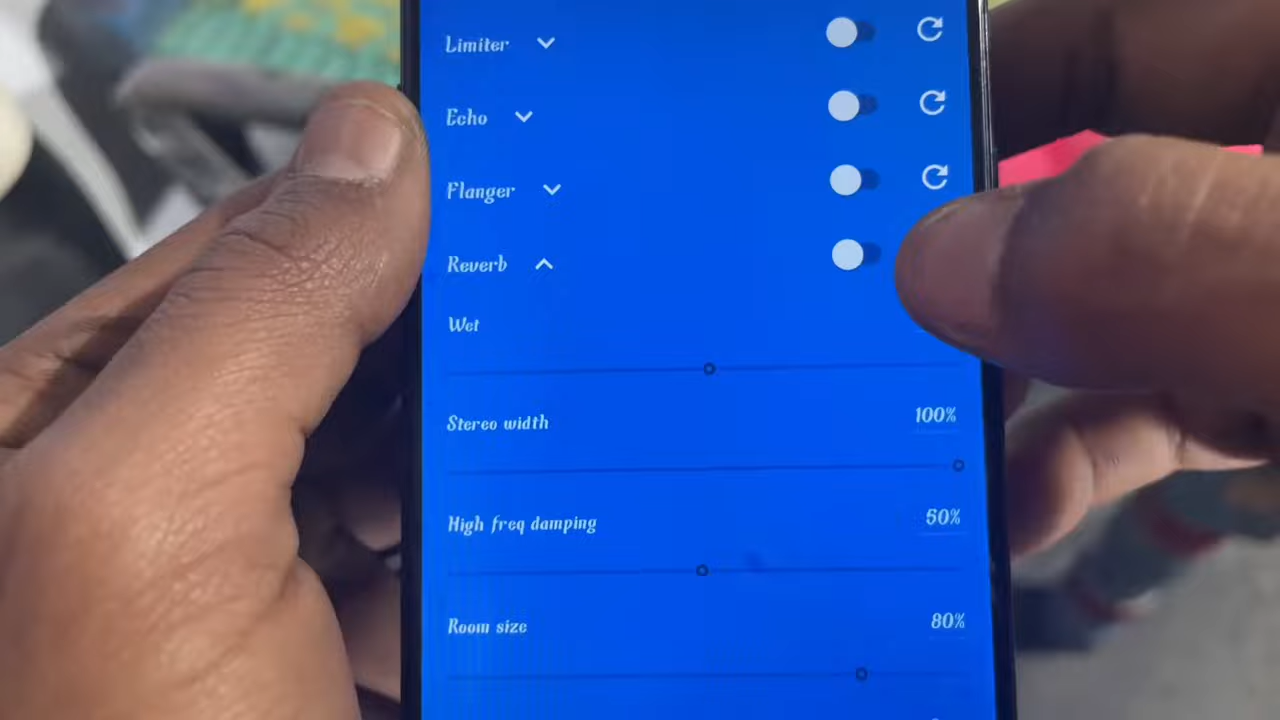 Limiter
Echo
Flanger
Reverb
Wet
Stereo width 100%
High freq damping 50%
Room size 80%